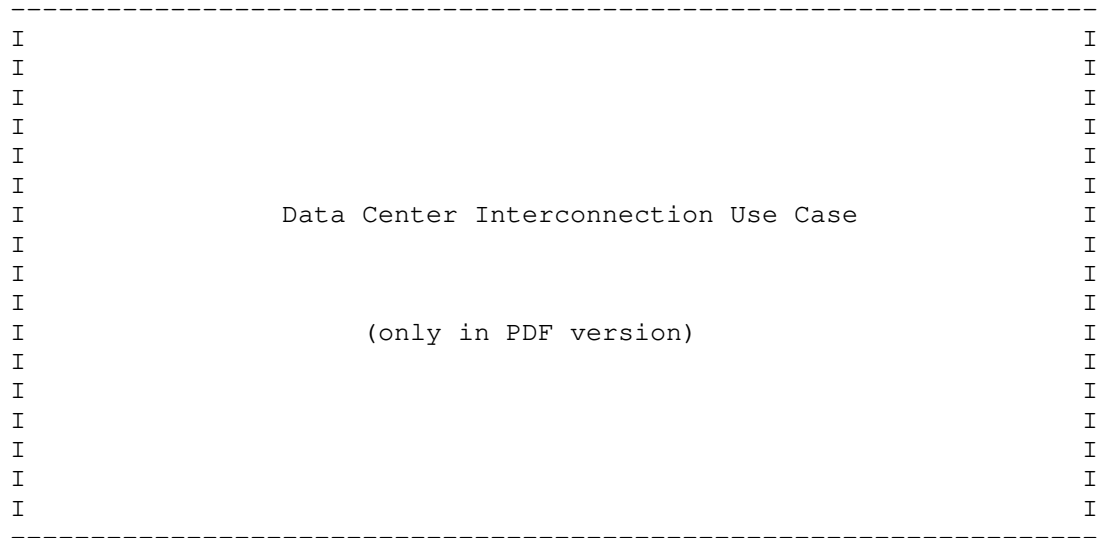 Data Center Interconnection Use Case
(only in PDF version)